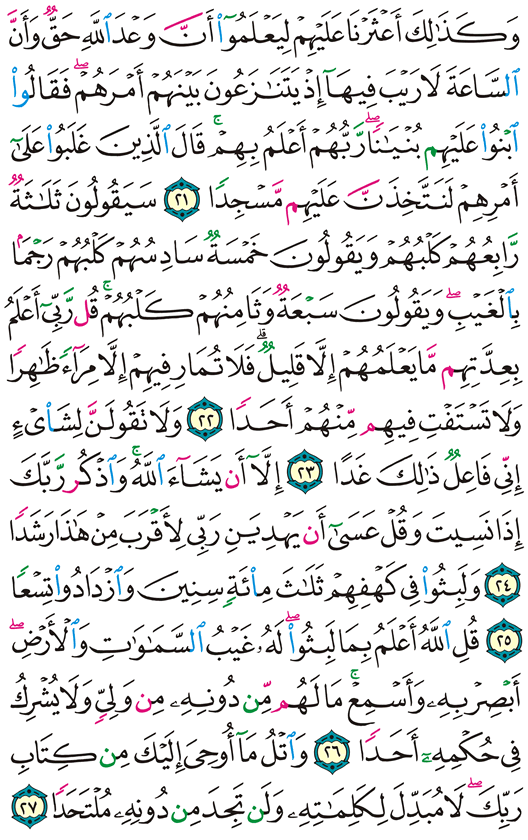 وَكَذَٰلِكَ أَعْثَرْنَا عَلَيْهِمْ لِيَعْلَمُوٓا۟ أَنَّ وَعْدَ ٱللَّهِ حَقٌّۭ وَأَنَّ
ٱلسَّاعَةَ لَا رَيْبَ فِيهَآ إِذْ يَتَنَٰزَعُونَ بَيْنَهُمْ أَمْرَهُمْ ۖ فَقَالُوا۟
ٱبْنُوا۟ عَلَيْهِم بُنْيَٰنًۭا ۖ رَّبُّهُمْ أَعْلَمُ بِهِمْ ۚ قَالَ ٱلَّذِينَ غَلَبُوا۟ عَلَىٰٓ
أَمْرِهِمْ لَنَتَّخِذَنَّ عَلَيْهِم مَّسْجِدًۭا ٢١ سَيَقُولُونَ ثَلَٰثَةٌۭ
رَّابِعُهُمْ كَلْبُهُمْ وَيَقُولُونَ خَمْسَةٌۭ سَادِسُهُمْ كَلْبُهُمْ رَجْمًۢا
بِٱلْغَيْبِ ۖ وَيَقُولُونَ سَبْعَةٌۭ وَثَامِنُهُمْ كَلْبُهُمْ ۚ قُل رَّبِّىٓ أَعْلَمُ
بِعِدَّتِهِم مَّا يَعْلَمُهُمْ إِلَّا قَلِيلٌۭ ۗ فَلَا تُمَارِ فِيهِمْ إِلَّا مِرَآءًۭ ظَٰهِرًۭا
وَلَا تَسْتَفْتِ فِيهِم مِّنْهُمْ أَحَدًۭا ٢٢ وَلَا تَقُولَنَّ لِشَا۟ىْءٍ
إِنِّى فَاعِلٌۭ ذَٰلِكَ غَدًا ٢٣ إِلَّآ أَن يَشَآءَ ٱللَّهُ ۚ وَٱذْكُر رَّبَّكَ
إِذَا نَسِيتَ وَقُلْ عَسَىٰٓ أَن يَهْدِيَنِ رَبِّى لِأَقْرَبَ مِنْ هَٰذَا رَشَدًۭا
٢٤ وَلَبِثُوا۟ فِى كَهْفِهِمْ ثَلَٰثَ مِا۟ئَةٍۢ سِنِينَ وَٱزْدَادُوا۟ تِسْعًۭا
٢٥ قُلِ ٱللَّهُ أَعْلَمُ بِمَا لَبِثُوا۟ ۖ لَهُۥ غَيْبُ ٱلسَّمَٰوَٰتِ وَٱلْأَرْضِ ۖ
أَبْصِرْ بِهِۦ وَأَسْمِعْ ۚ مَا لَهُم مِّن دُونِهِۦ مِن وَلِىٍّۢ وَلَا يُشْرِكُ
فِى حُكْمِهِۦٓ أَحَدًۭا ٢٦ وَٱتْلُ مَآ أُوحِىَ إِلَيْكَ مِن كِتَابِ
رَبِّكَ ۖ لَا مُبَدِّلَ لِكَلِمَٰتِهِۦ وَلَن تَجِدَ مِن دُونِهِۦ مُلْتَحَدًۭا ٢٧